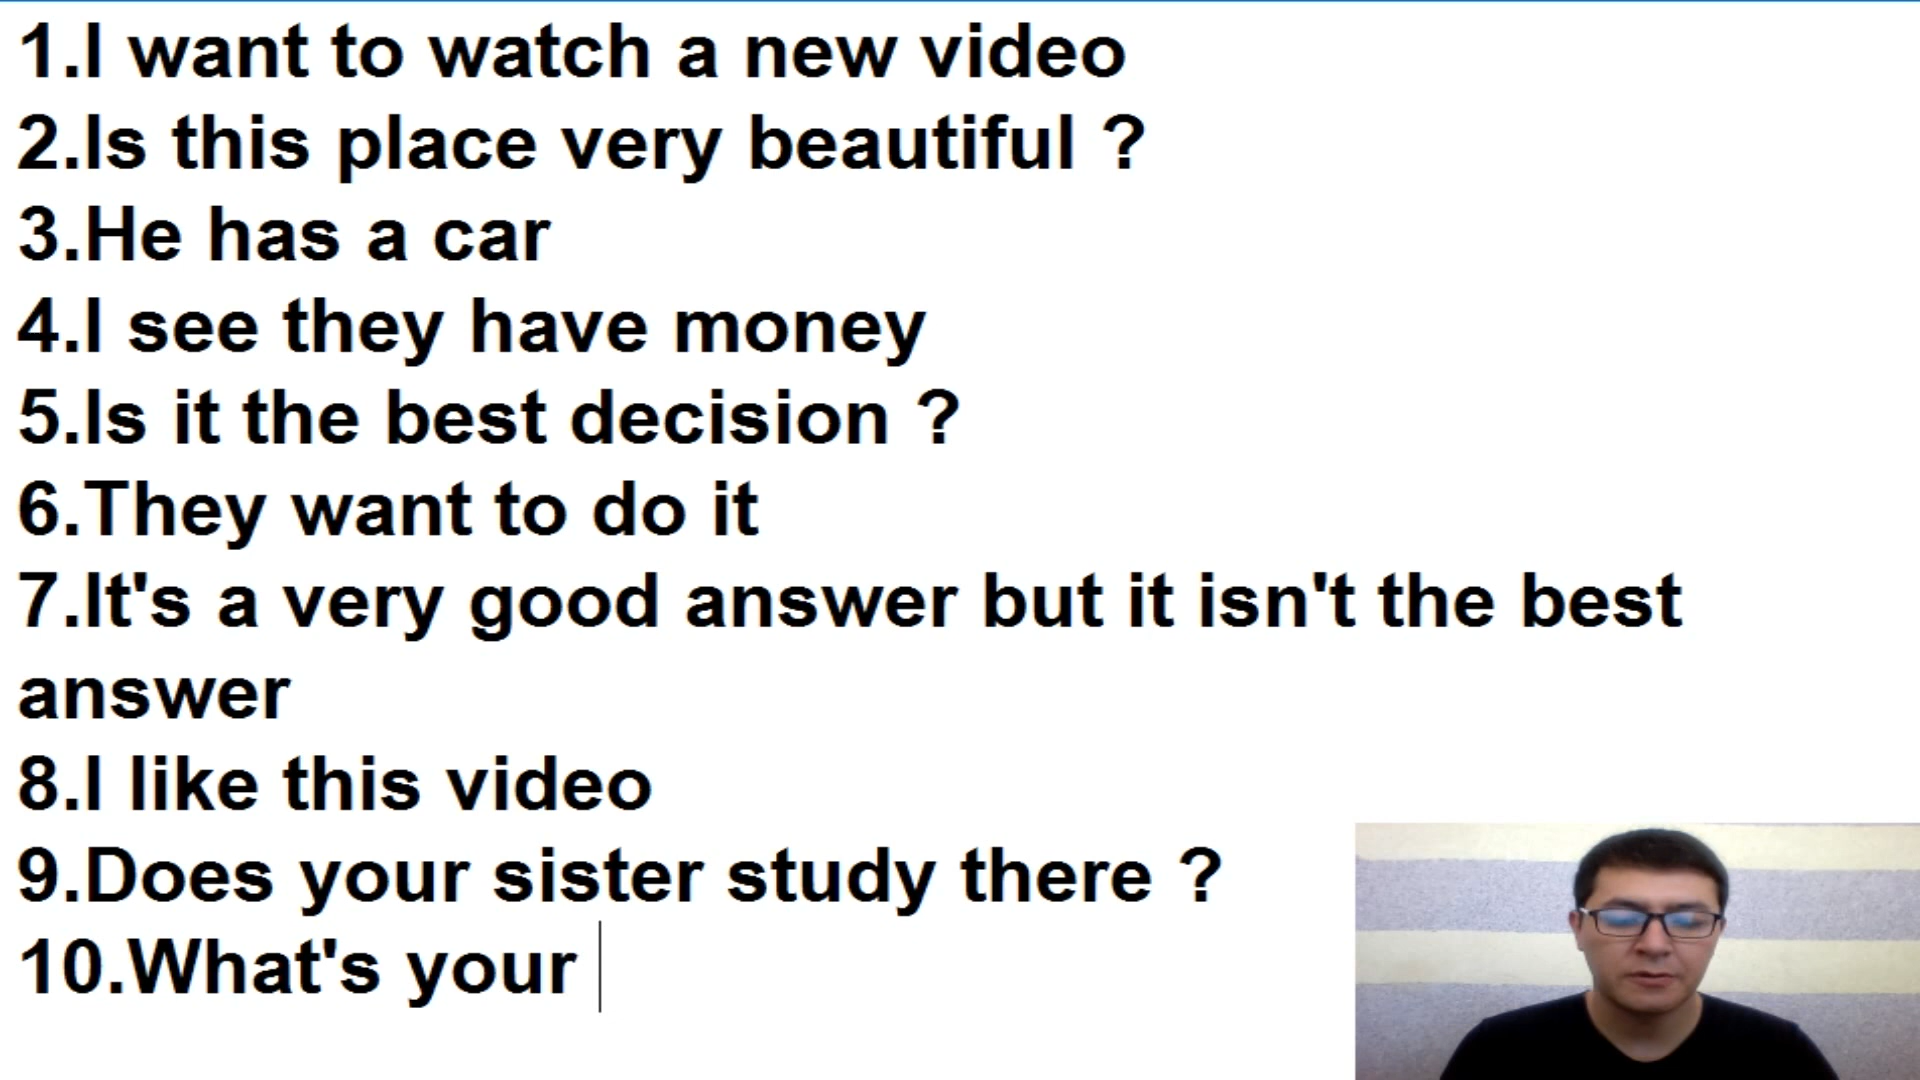 1.I want to watch a new video
2.Is this place very beautiful ?
3.He has a car
4.I see they have money
5.Is it the best decision ?
6.They want to do it
7.It's a very good answer but it isn't the best
answer
8.I like this video
9.Does your sister study there ?
10.What's your